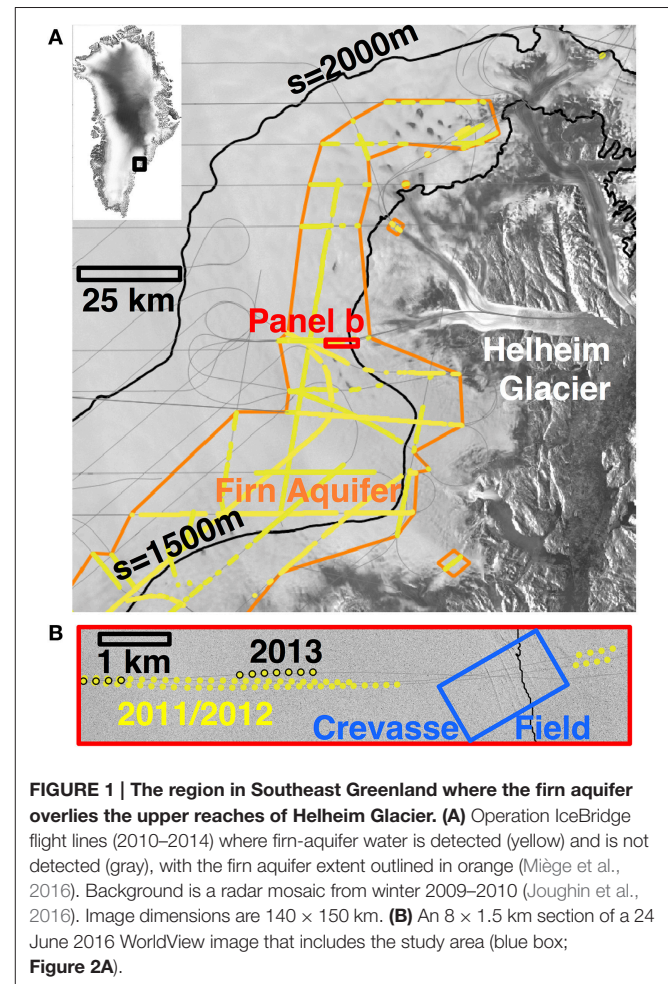 A
s=2000m
25 km
Panel b
Helheim
Glacier
Firn Aquifer
s=1500m
B
1 km
2013
2011/2012
Crevasse Field
FIGURE 1 | The region in Southeast Greenland where the firn aquifer
overlies the upper reaches of Helheim Glacier. (A) Operation IceBridge
flight lines (2010–2014) where firn-aquifer water is detected (yellow) and is not
detected (gray), with the firn aquifer extent outlined in orange (Miège et al.,
2016). Background is a radar mosaic from winter 2009–2010 (Joughin et al.,
2016). Image dimensions are 140 × 150 km. (B) An 8 × 1.5 km section of a 24
June 2016 WorldView image that includes the study area (blue box;
Figure 2A).